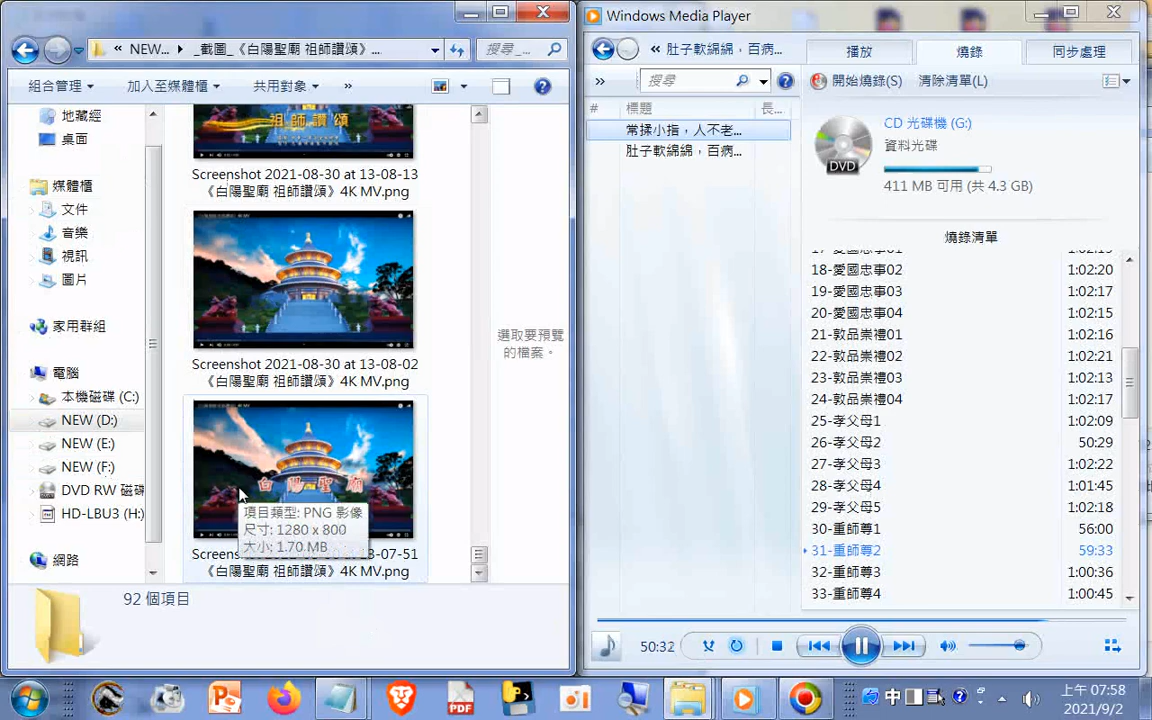 NEW...
_截圖_《白陽聖廟 祖師讚頌》...
搜尋...
組合管理
加入至媒體櫃
共用對象
»
地藏經
桌面
媒體櫃
文件
音樂
視訊
圖片
家用群組
電腦
本機磁碟 (C:)
NEW (D:)
NEW (E:)
NEW (F:)
DVD RW 磁碟
HD-LBU3 (H:)
網路
祖師讚頌
Screenshot 2021-08-30 at 13-08-13
《白陽聖廟 祖師讚頌》4K MV.png
Screenshot 2021-08-30 at 13-08-02
《白陽聖廟 祖師讚頌》4K MV.png
白陽聖廟
項目類型: PNG 影像
尺寸: 1280 x 800
大小: 1.70 MB
3-07-51
《白陽聖廟 祖師讚頌》4K MV.png
選取要預覽
的檔案。
92 個項目
Windows Media Player
« 肚子軟綿綿，百病...
播放
燒錄
同步處理
»
搜尋
開始燒錄(S)
清除清單(L)
#
標題
長...
常揉小指，人不老...
肚子軟綿綿，百病...
DVD
CD 光碟機 (G:)
資料光碟
411 MB 可用 (共 4.3 GB)
燒錄清單
18-愛國忠事02 1:02:20
19-愛國忠事03 1:02:17
20-愛國忠事04 1:02:15
21-敦品崇禮01 1:02:16
22-敦品崇禮02 1:02:21
23-敦品崇禮03 1:02:13
24-敦品崇禮04 1:02:17
25-孝父母1 1:02:09
26-孝父母2 50:29
27-孝父母3 1:02:22
28-孝父母4 1:01:45
29-孝父母5 1:02:18
30-重師尊1 56:00
31-重師尊2 59:33
32-重師尊3 1:00:36
33-重師尊4 1:00:45
50:32
PDF
中
上午 07:58
2021/9/2